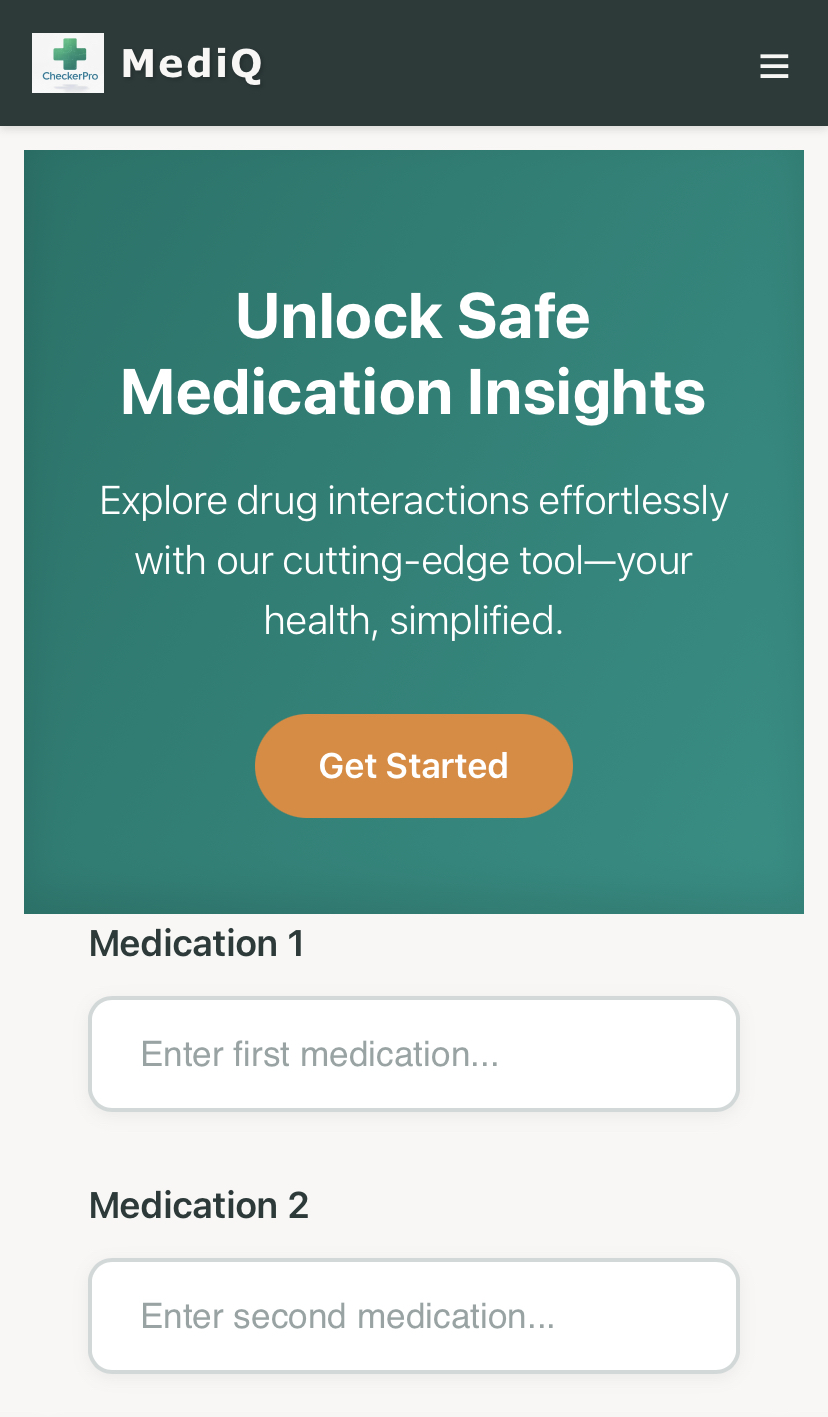 CheckerPro
MediQ
Unlock Safe
Medication Insights
Explore drug interactions effortlessly
with our cutting-edge tool—your
health, simplified.
Get Started
Medication 1
Enter first medication...
Medication 2
Enter second medication...